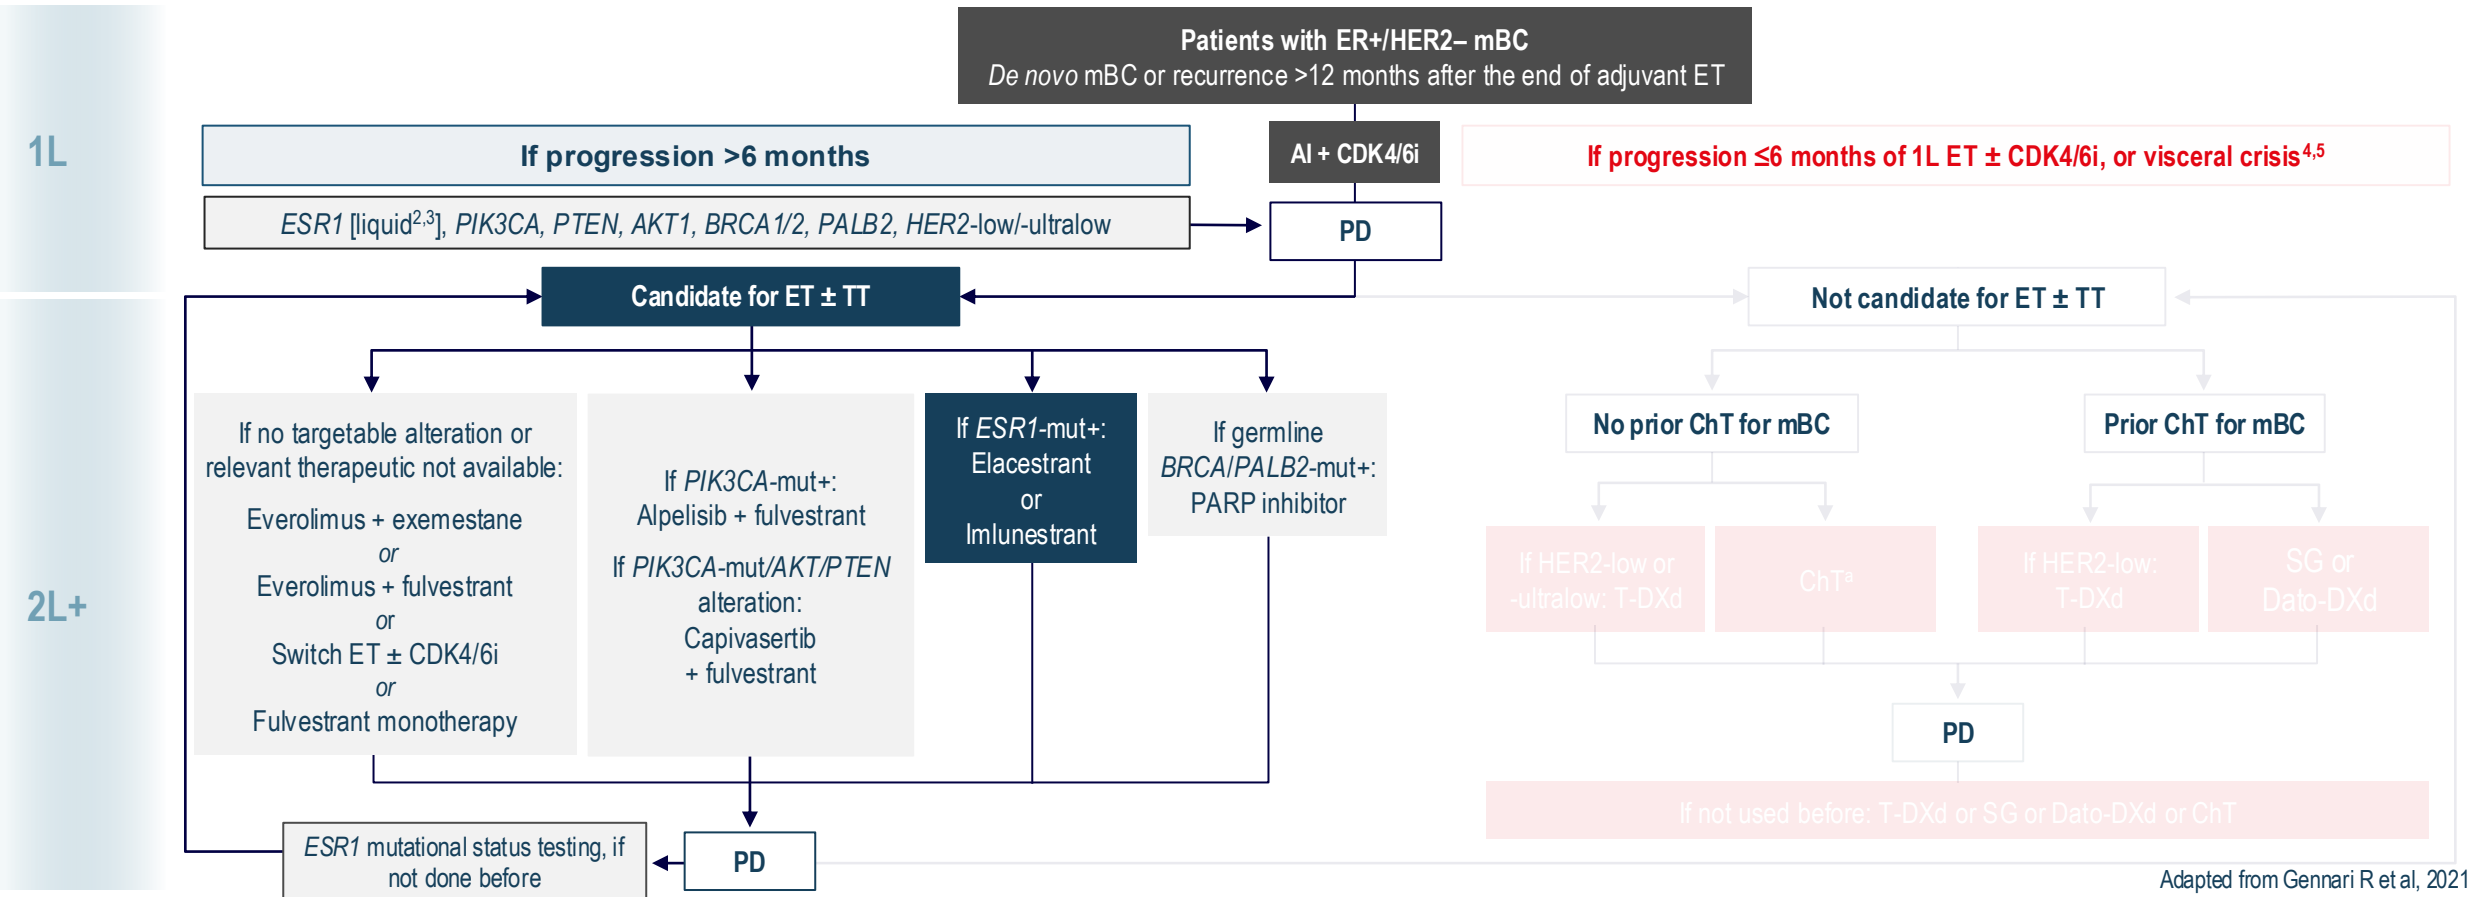 Patients with ER+/HER2– mBC
De novo mBC or recurrence >12 months after the end of adjuvant ET
1L
If progression >6 months
AI + CDK4/6i
If progression ≤6 months of 1L ET ± CDK4/6i, or visceral crisis4,5
ESR1 [liquid2,3], PIK3CA, PTEN, AKT1, BRCA1/2, PALB2, HER2-low/-ultralow
PD
Candidate for ET ± TT
Not candidate for ET ± TT
2L+
If no targetable alteration or
relevant therapeutic not available:
Everolimus + exemestane
or
Everolimus + fulvestrant
or
Switch ET ± CDK4/6i
or
Fulvestrant monotherapy
If PIK3CA-mut+:
Alpelisib + fulvestrant
If PIK3CA-mut/AKT/PTEN
alteration:
Capivasertib
+ fulvestrant
If ESR1-mut+:
Elacestrant
or
Imlunestrant
If germline
BRCA/PALB2-mut+:
PARP inhibitor
No prior ChT for mBC
Prior ChT for mBC
If HER2-low or
-ultralow: T-DXd
ChTa
If HER2-low:
T-DXd
SG or
Dato-DXd
PD
If not used before: T-DXd or SG or Dato-DXd or ChT
ESR1 mutational status testing, if
not done before
PD
Adapted from Gennari R et al, 2021